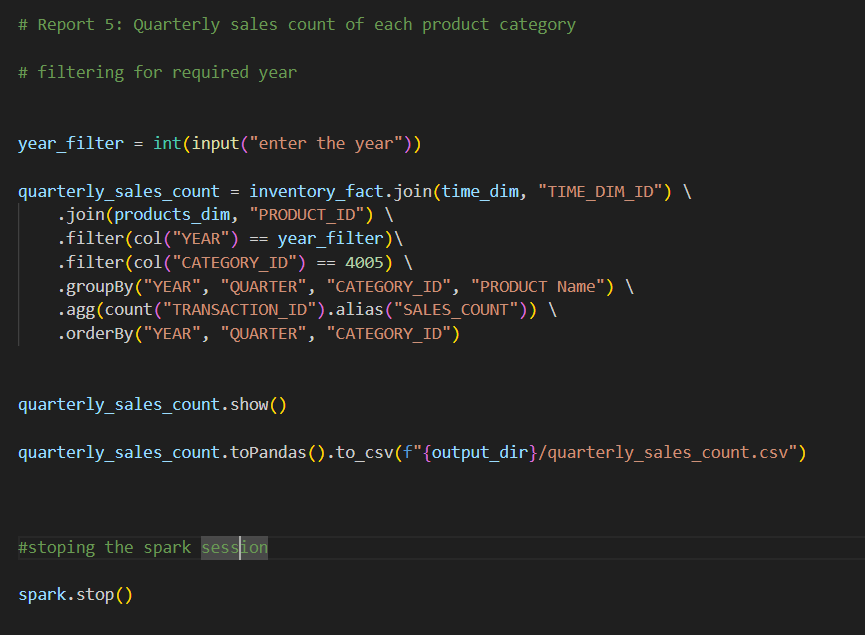 # Report 5: Quarterly sales count of each product category
# filtering for required year
year_filter = int(input("enter the year"))
quarterly_sales_count = inventory_fact.join(time_dim, "TIME_DIM_ID") \
    .join(products_dim, "PRODUCT_ID") \
    .filter(col("YEAR") == year_filter)\
    .filter(col("CATEGORY_ID") == 4005) \
    .groupBy("YEAR", "QUARTER", "CATEGORY_ID", "PRODUCT Name") \
    .agg(count("TRANSACTION_ID").alias("SALES_COUNT")) \
    .orderBy("YEAR", "QUARTER", "CATEGORY_ID")
quarterly_sales_count.show()
quarterly_sales_count.toPandas().to_csv(f"{output_dir}/quarterly_sales_count.csv")
#stoping the spark session
spark.stop()